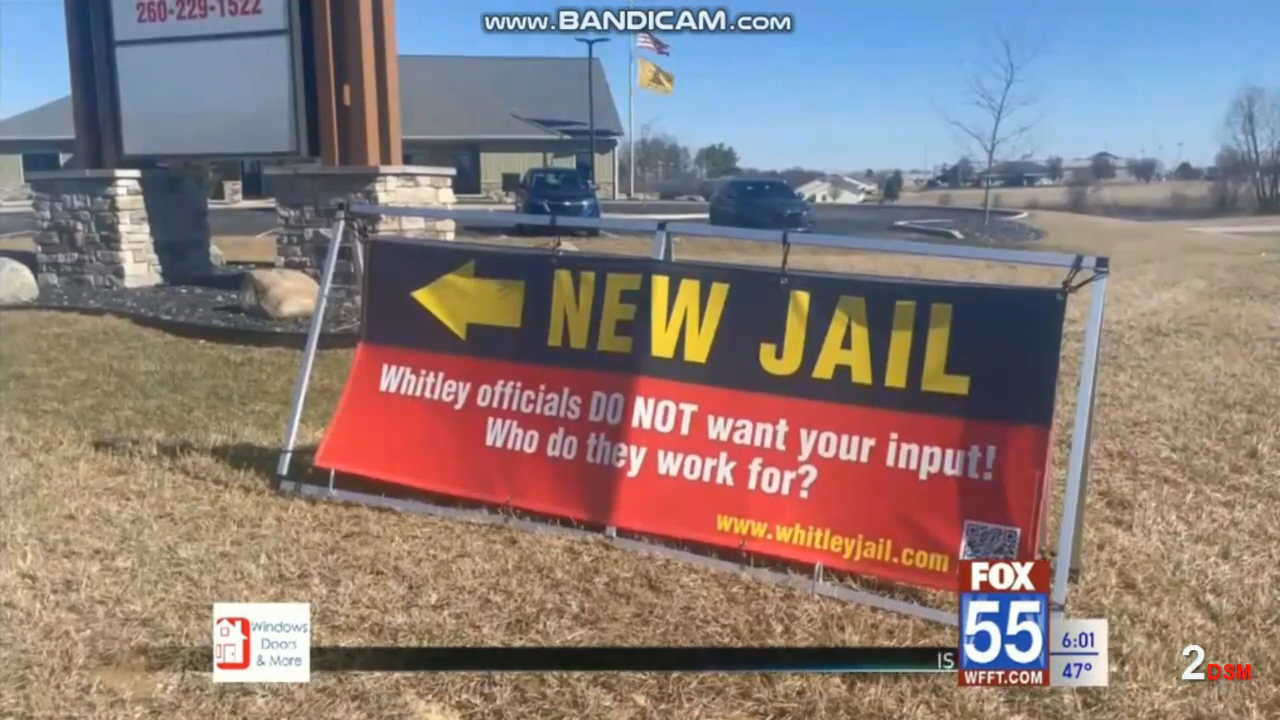 www.BANDICAM.com
260-229-1522
NEW JAIL
Whitley officials DO NOT want your input!
Who do they work for?
www.whitleyjail.com
Windows
Doors
& More
IS
FOX
55
WFFT.COM
6:01
47°
2DSM